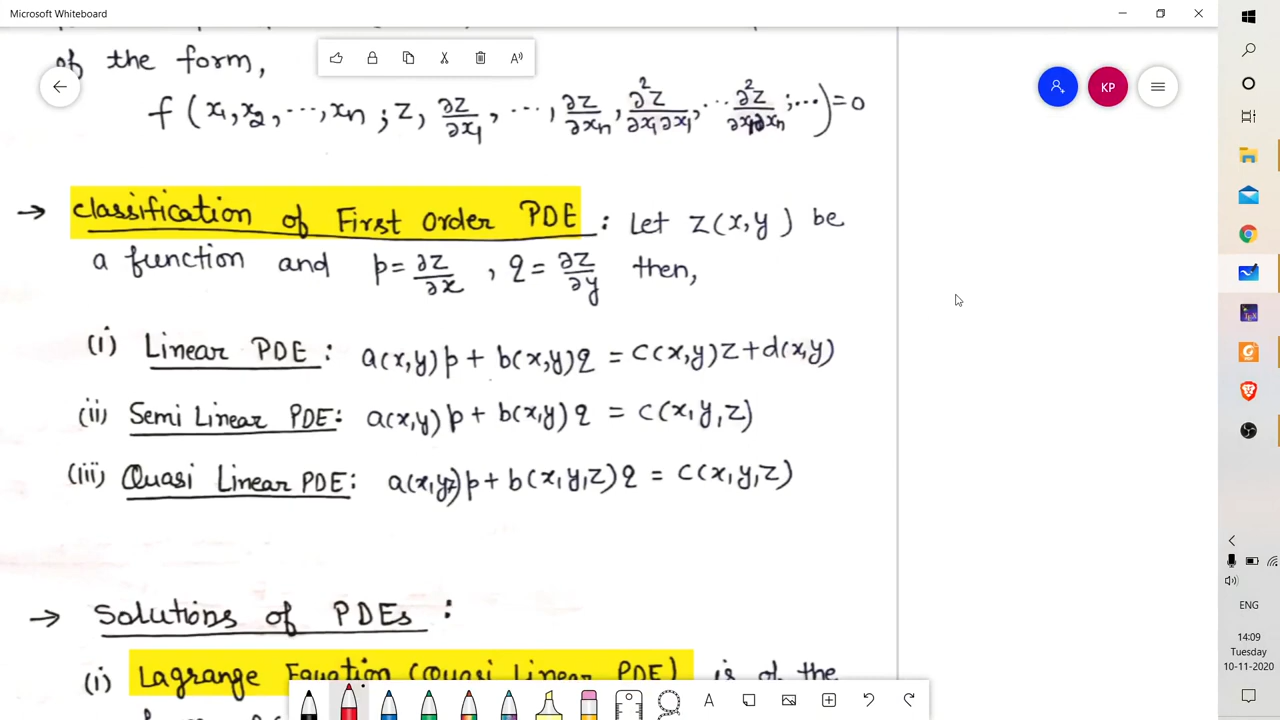 Microsoft Whiteboard
of the form,
f (x₁, x₂, ⋯, xₙ ; z, ∂z/∂x₁, ⋯, ∂z/∂xₙ, ∂²z/∂x₁∂x₁, ⋯ ∂²z/∂x₁∂xₙ ; ⋯) = 0
KP
→ Classification of First Order PDE : Let z(x,y) be
a function and p = ∂z/∂x , q = ∂z/∂y then,
(i) Linear PDE : a(x,y)p + b(x,y)q = c(x,y)z + d(x,y)
(ii) Semi Linear PDE: a(x,y)p + b(x,y)q = c(x,y,z)
(iii) Quasi Linear PDE: a(x,y,z)p + b(x,y,z)q = c(x,y,z)
→ Solutions of PDEs :
(i) Lagrange Equation (Quasi Linear PDE) is of the
ENG
14:09
Tuesday
10-11-2020